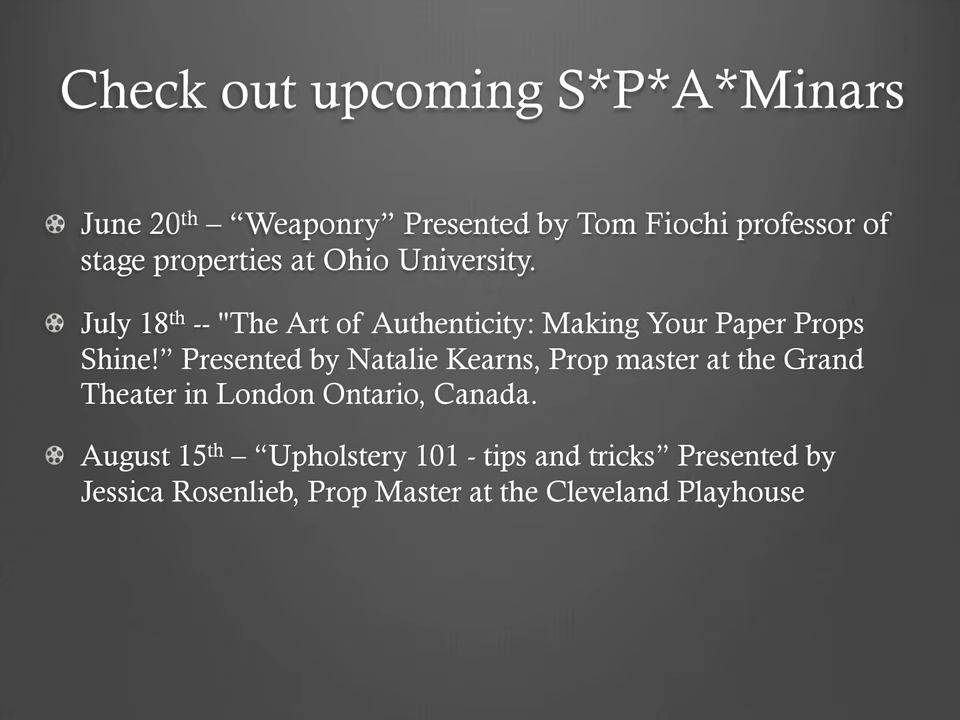 Check out upcoming S*P*A*Minars
June 20th – “Weaponry” Presented by Tom Fiochi professor of
stage properties at Ohio University.
July 18th -- "The Art of Authenticity: Making Your Paper Props
Shine!” Presented by Natalie Kearns, Prop master at the Grand
Theater in London Ontario, Canada.
August 15th – “Upholstery 101 - tips and tricks” Presented by
Jessica Rosenlieb, Prop Master at the Cleveland Playhouse